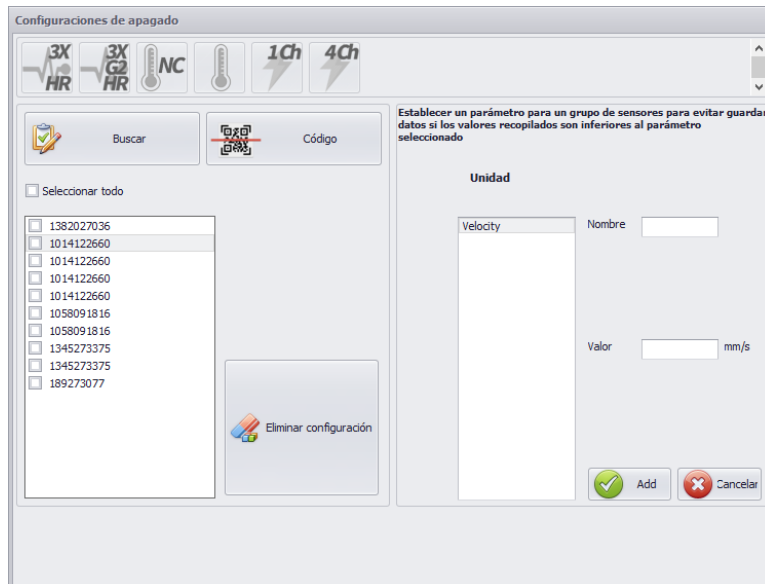 Configuraciones de apagado
3X HR
3X G2 HR
NC
1Ch
4Ch
Buscar
Código
Seleccionar todo
1382027036
1014122660
1014122660
1014122660
1014122660
1058091816
1058091816
1345273375
1345273375
189273077
Eliminar configuración
Establecer un parámetro para un grupo de sensores para evitar guardar
datos si los valores recopilados son inferiores al parámetro
seleccionado
Unidad
Velocity
Nombre
Valor
mm/s
Add
Cancelar